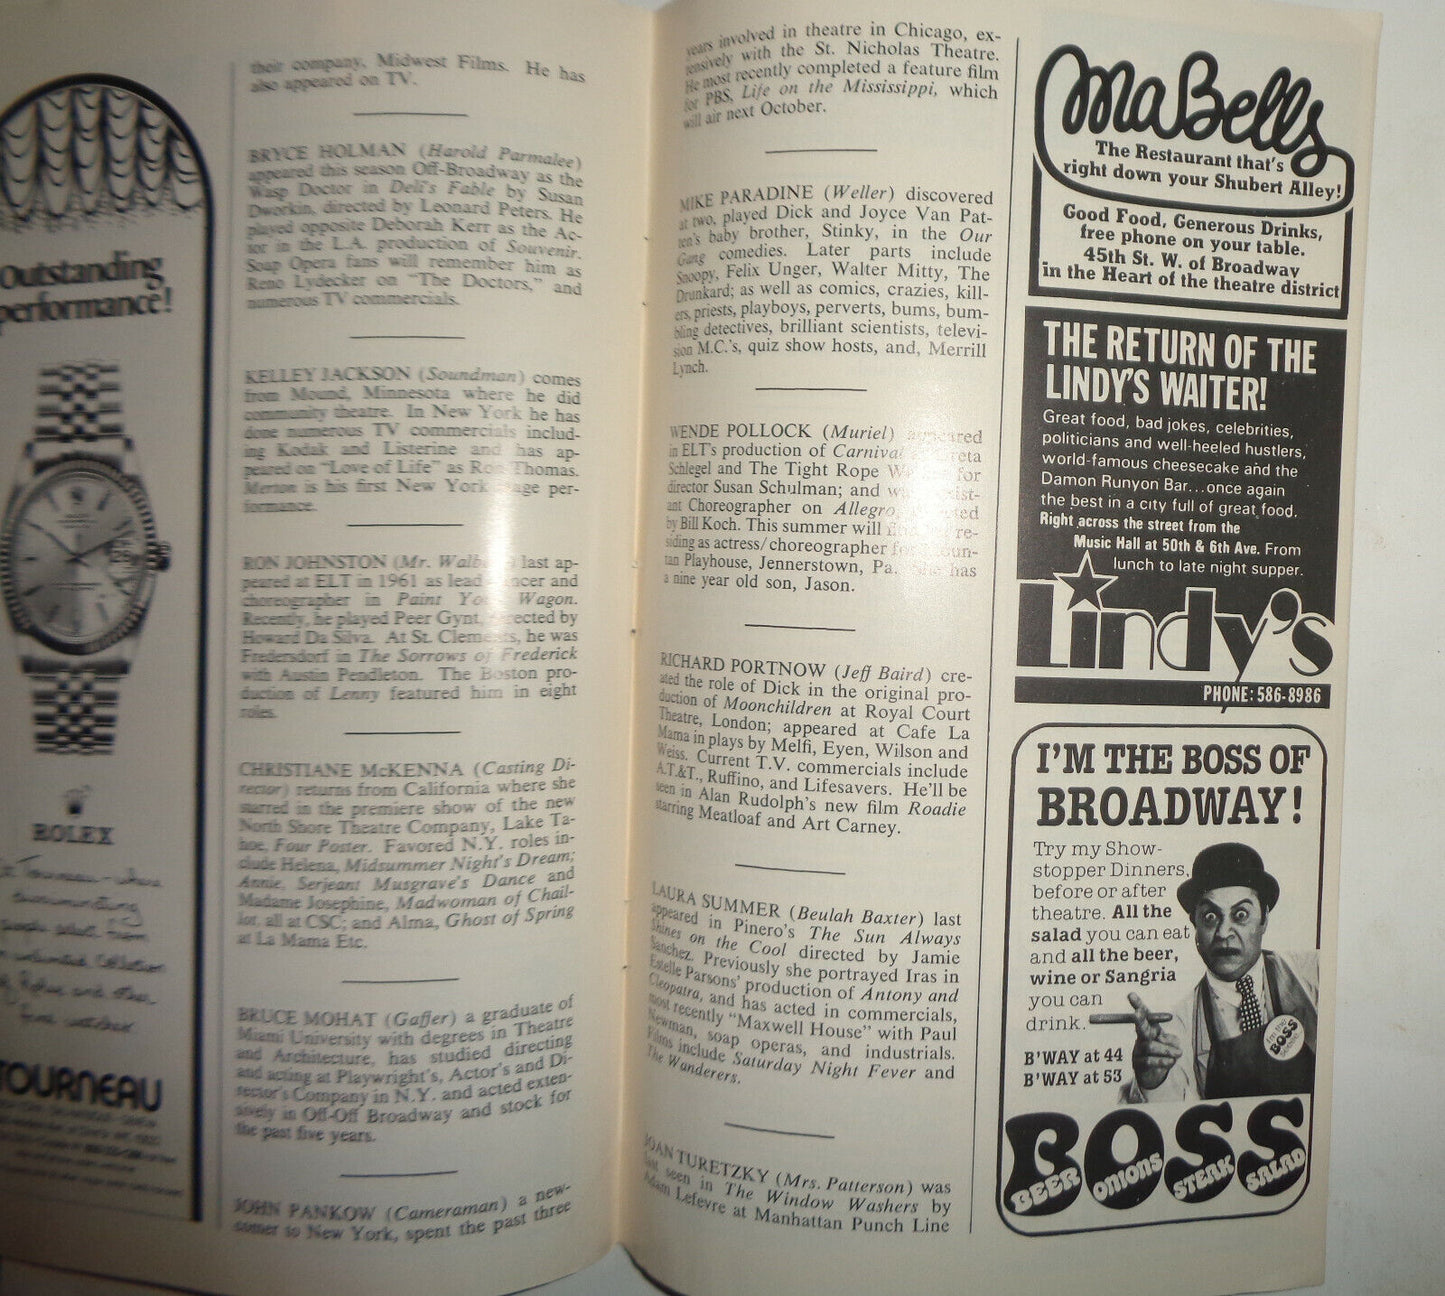 Outstanding
performance!
ROLEX
TOURNEAU
their company, Midwest Films. He has
also appeared on TV.
BRYCE HOLMAN (Harold Parmalee)
appeared this season Off-Broadway as the
Wasp Doctor in Deli's Fable by Susan
Dworkin, directed by Leonard Peters. He
played opposite Deborah Kerr as the Ac-
tor in the L.A. production of Souvenir.
Soap Opera fans will remember him as
Reno Lydecker on "The Doctors," and
numerous TV commercials.
KELLEY JACKSON (Soundman) comes
from Mound, Minnesota where he did
community theatre. In New York he has
done numerous TV commercials includ-
ing Kodak and Listerine and has ap-
peared on "Love of Life" as Ron Thomas.
Merton is his first New York stage per-
formance.
RON JOHNSTON (Mr. last ap-
peared at ELT in 1961 as lead dancer and
choreographer in Paint Your Wagon.
Recently, he played Peer Gynt, directed by
Howard Da Silva. At St. Clements, he was
Fredersdorf in The Sorrows of Frederick
with Austin Pendleton. The Boston pro-
duction of Lenny featured him in eight
roles.
CHRISTIANE McKENNA (Casting Di-
rector) returns from California where she
starred in the premiere show of the new
North Shore Theatre Company, Lake Ta-
hoe, Four Poster. Favored N.Y. roles in-
clude Helena, Midsummer Night's Dream;
Annie, Serjeant Musgrave's Dance and
Madame Josephine, Madwoman of Chail-
lot, all at CSC; and Alma, Ghost of Spring
at La Mama Etc.
BRUCE MOHAT (Gaffer) a graduate of
Miami University with degrees in Theatre
and Architecture, has studied directing
and acting at Playwright's, Actor's and Di-
rector's Company in N.Y. and acted exten-
sively in Off-Off Broadway and stock for
the past five years.
JOHN PANKOW (Cameraman) a new-
comer to New York, spent the past three
years involved in theatre in Chicago, ex-
tensively with the St. Nicholas Theatre.
He most recently completed a feature film
for PBS, Life on the Mississippi, which
will air next October.
MIKE PARADINE (Weller) discovered
at two, played Dick and Joyce Van Pat-
ten's baby brother, Stinky, in the Our
Gang comedies. Later parts include
Snoopy, Felix Unger, Walter Mitty, The
Drunkard; as well as comics, crazies, kill-
ers, priests, playboys, perverts, bums, bum-
bling detectives, brilliant scientists, televi-
sion M.C.'s, quiz show hosts, and, Merrill
Lynch.
WENDE POLLOCK (Muriel) appeared
in ELT's production of Carnival Greta
Schlegel and The Tight Rope for
director Susan Schulman; and
ant Choreographer on Allegro,
by Bill Koch. This summer will find her re-
siding as actress/choreographer for Moun-
tain Playhouse, Jennerstown, Pa. She has
a nine year old son, Jason.
RICHARD PORTNOW (Jeff Baird) cre-
ated the role of Dick in the original pro-
duction of Moonchildren at Royal Court
Theatre, London; appeared at Cafe La
Mama in plays by Melfi, Eyen, Wilson and
Weiss. Current T.V. commercials include
A.T.&T., Ruffino, and Lifesavers. He'll be
seen in Alan Rudolph's new film Roadie
starring Meatloaf and Art Carney.
LAURA SUMMER (Beulah Baxter) last
appeared in Pinero's The Sun Always
Shines on the Cool directed by Jamie
Sanchez. Previously she portrayed Iras in
Estelle Parsons' production of Antony and
Cleopatra, and has acted in commercials,
most recently "Maxwell House" with Paul
Newman, soap operas, and industrials.
Films include Saturday Night Fever and
The Wanderers.
JOAN TURETZKY (Mrs. Patterson) was
last seen in The Window Washers by
Adam Lefevre at Manhattan Punch Line
Ma Bells
The Restaurant that's
right down your Shubert Alley!
Good Food, Generous Drinks,
free phone on your table.
45th St. W. of Broadway
in the Heart of the theatre district
THE RETURN OF THE
LINDY'S WAITER!
Great food, bad jokes, celebrities,
politicians and well-heeled hustlers,
world-famous cheesecake and the
Damon Runyon Bar...once again
the best in a city full of great food.
Right across the street from the
Music Hall at 50th & 6th Ave. From
lunch to late night supper.
lindy's
PHONE: 586-8986
I'M THE BOSS OF
BROADWAY!
Try my Show-
stopper Dinners,
before or after
theatre. All the
salad you can eat
and all the beer,
wine or Sangria
you can
drink.
B'WAY at 44
B'WAY at 53
I'm the
BOSS
BOSS
BEER ONIONS STEAK SALAD